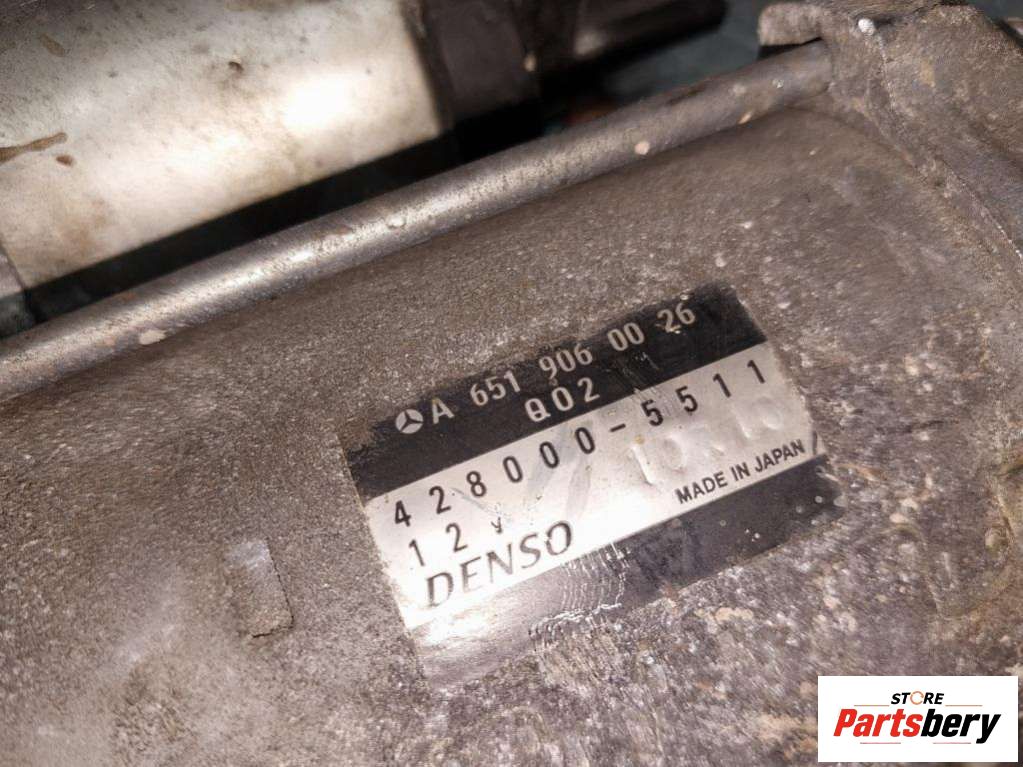 A 651 906 00 26
Q02
428000-5511
12 V
MADE IN JAPAN
DENSO
STORE
Partsbery